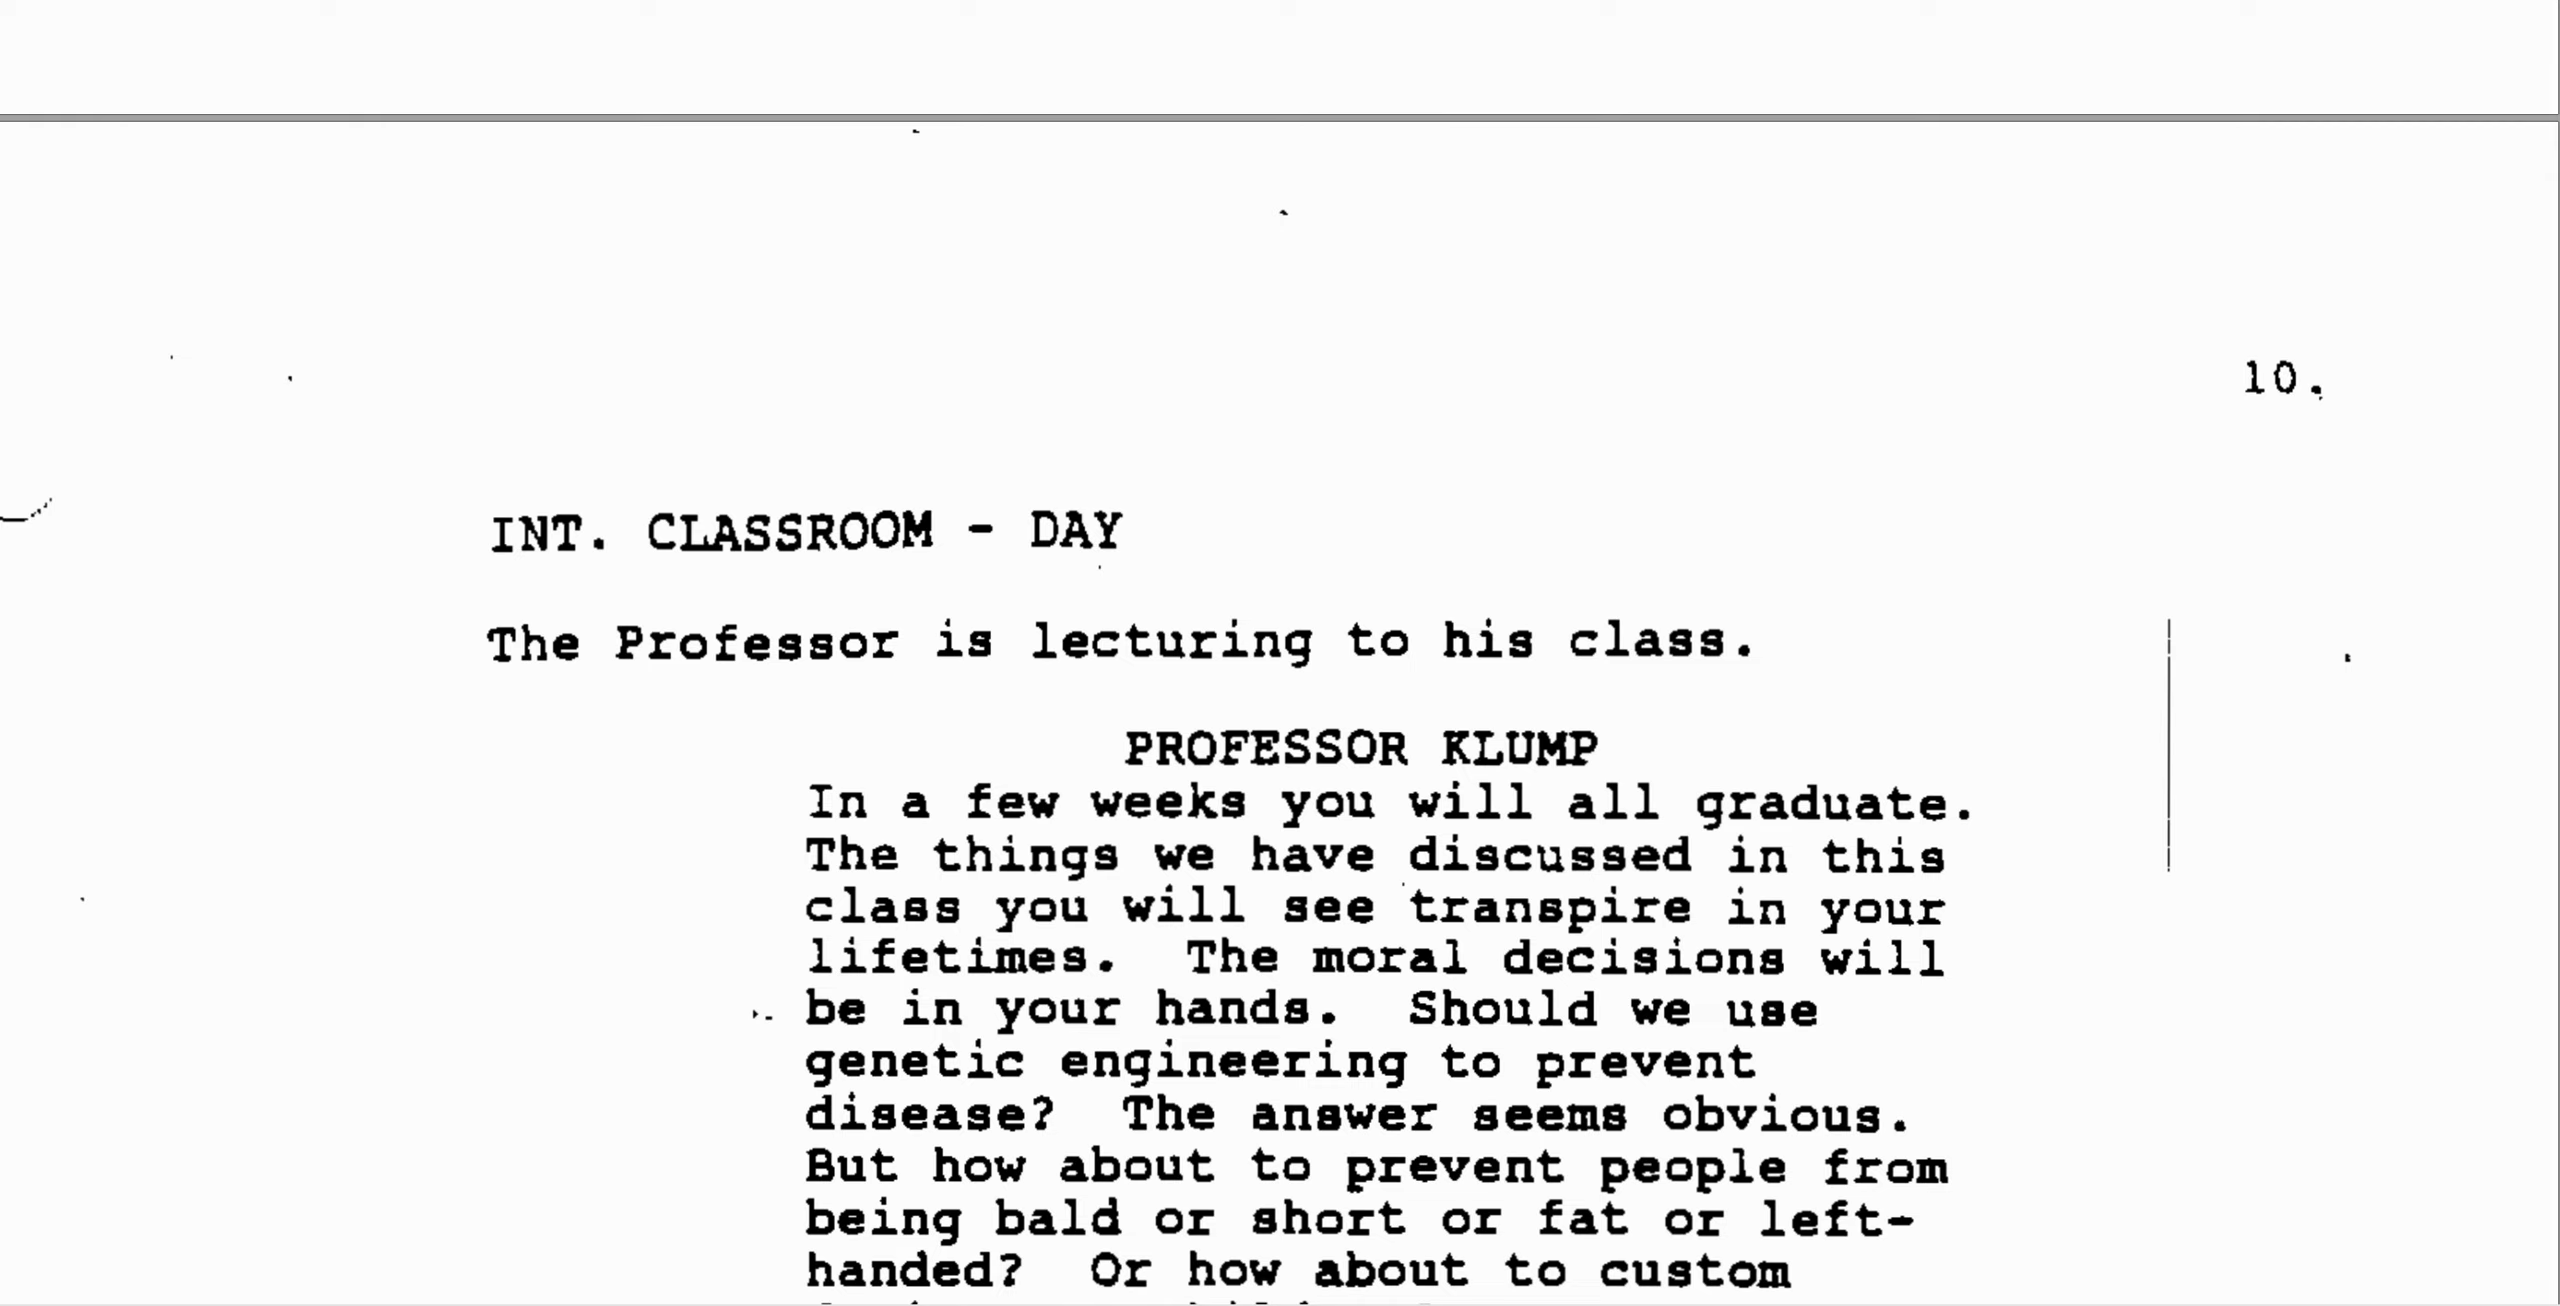 10.
INT. CLASSROOM - DAY
The Professor is lecturing to his class.
PROFESSOR KLUMP
In a few weeks you will all graduate.
The things we have discussed in this
class you will see transpire in your
lifetimes.  The moral decisions will
be in your hands.  Should we use
genetic engineering to prevent
disease?  The answer seems obvious.
But how about to prevent people from
being bald or short or fat or left-
handed?  Or how about to custom